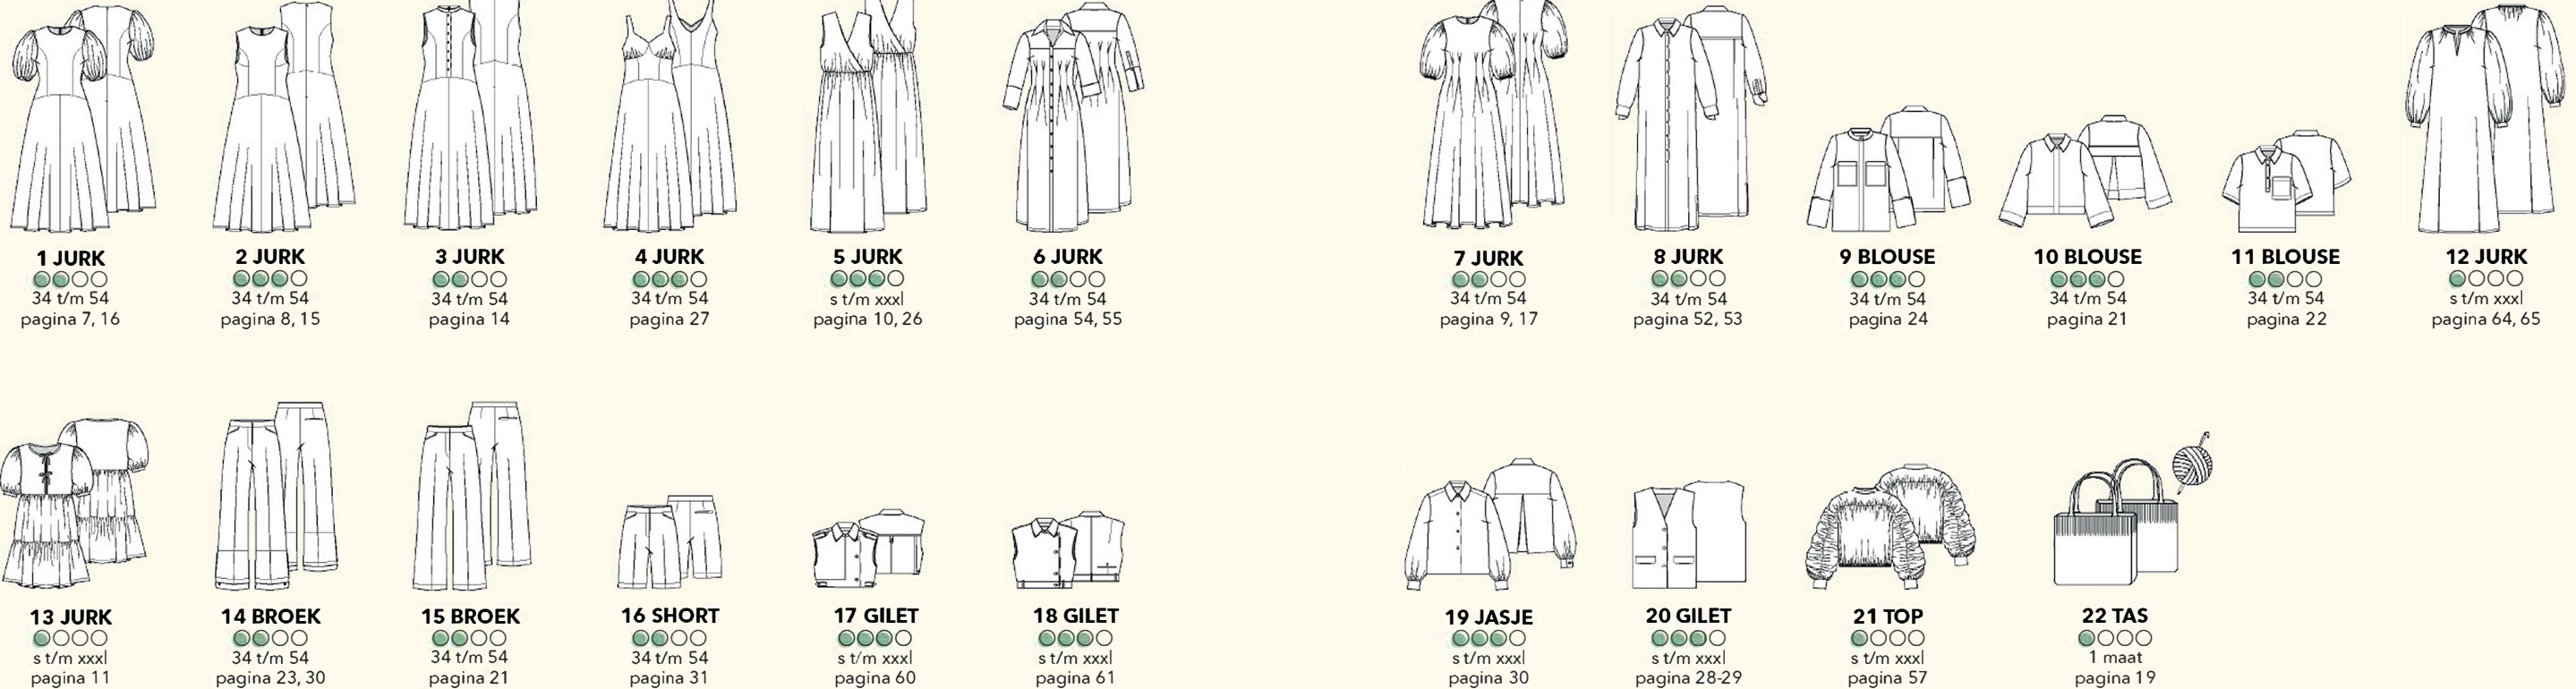 1 JURK
34 t/m 54
pagina 7, 16
2 JURK
34 t/m 54
pagina 8, 15
3 JURK
34 t/m 54
pagina 14
4 JURK
34 t/m 54
pagina 27
5 JURK
s t/m xxxl
pagina 10, 26
6 JURK
34 t/m 54
pagina 54, 55
7 JURK
34 t/m 54
pagina 9, 17
8 JURK
34 t/m 54
pagina 52, 53
9 BLOUSE
34 t/m 54
pagina 24
10 BLOUSE
34 t/m 54
pagina 21
11 BLOUSE
34 t/m 54
pagina 22
12 JURK
s t/m xxxl
pagina 64, 65
13 JURK
s t/m xxxl
pagina 11
14 BROEK
34 t/m 54
pagina 23, 30
15 BROEK
34 t/m 54
pagina 21
16 SHORT
34 t/m 54
pagina 31
17 GILET
s t/m xxxl
pagina 60
18 GILET
s t/m xxxl
pagina 61
19 JASJE
s t/m xxxl
pagina 30
20 GILET
s t/m xxxl
pagina 28-29
21 TOP
s t/m xxxl
pagina 57
22 TAS
1 maat
pagina 19